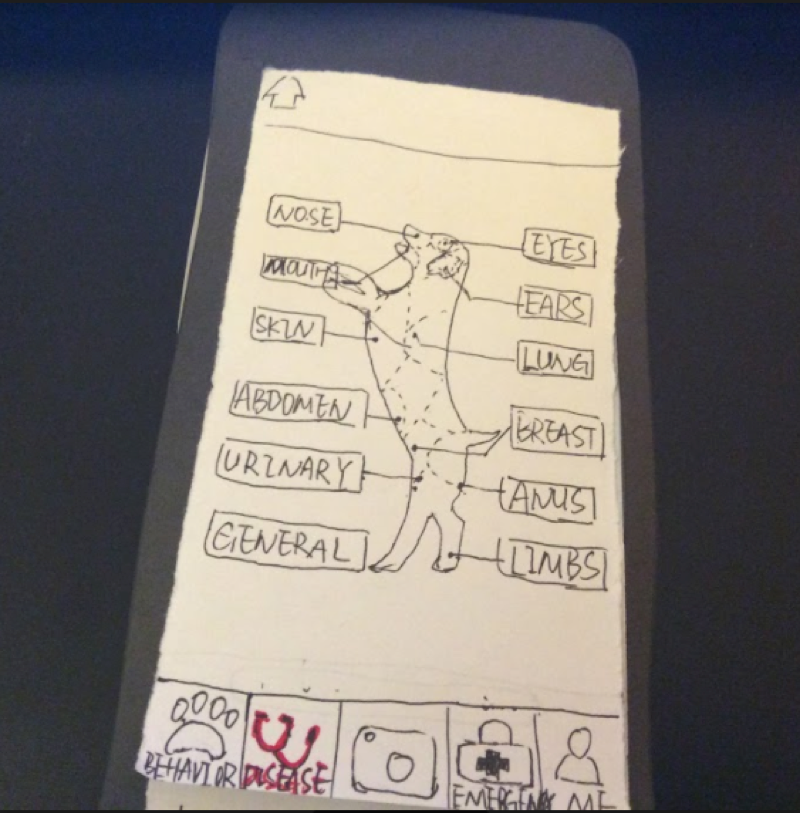 NOSE
EYES
MOUTH
EARS
SKIN
LUNG
ABDOMEN
BREAST
URINARY
ANUS
GENERAL
LIMBS
BEHAVIOR
DISEASE
EMERGENCY
ME